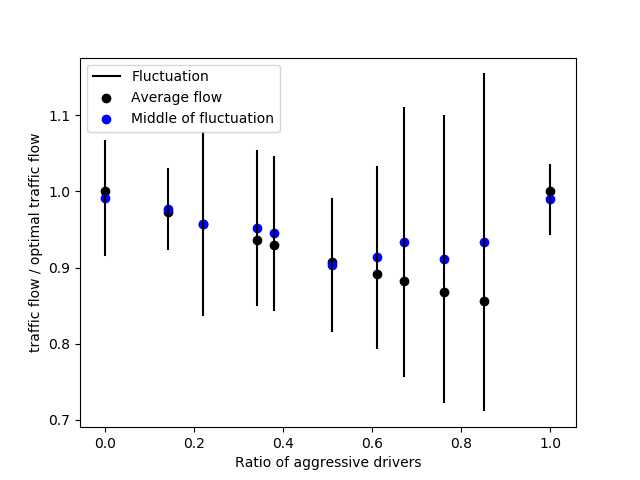 Fluctuation
Average flow
Middle of fluctuation
1.1
1.0
0.9
0.8
0.7
traffic flow / optimal traffic flow
0.0 0.2 0.4 0.6 0.8 1.0
Ratio of aggressive drivers